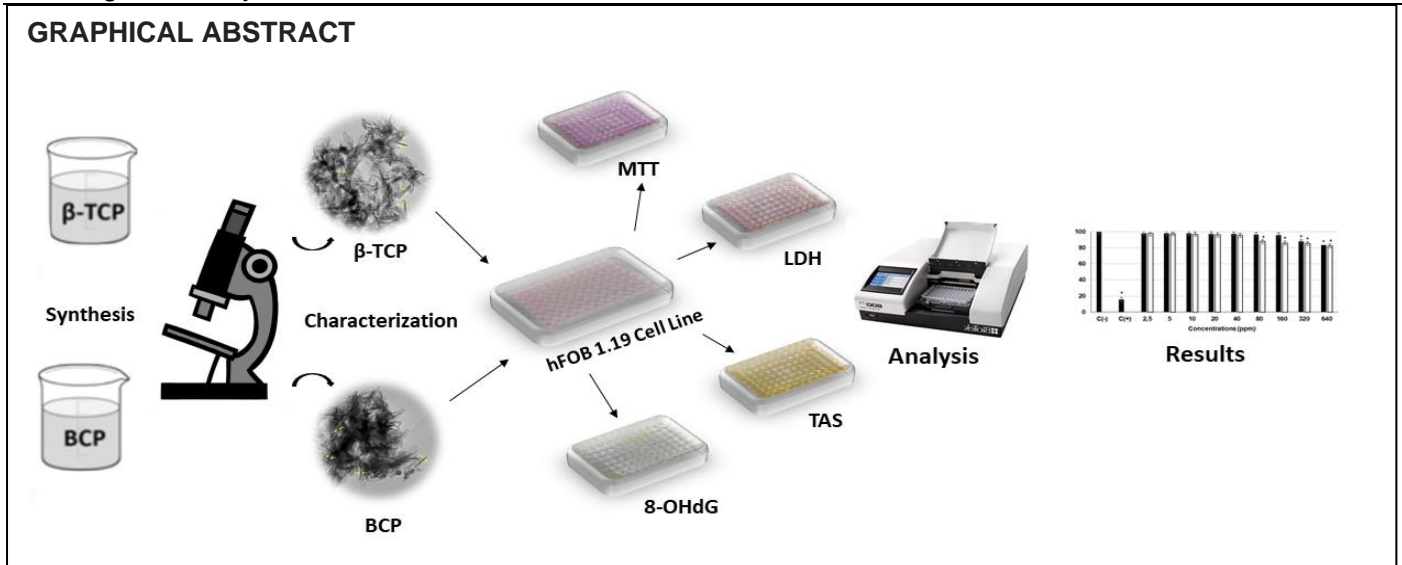 GRAPHICAL ABSTRACT
β-TCP
Synthesis
BCP
β-TCP
Characterization
BCP
MTT
LDH
hFOB 1.19 Cell Line
TAS
8-OHdG
Analysis
100
80
60
40
20
0
C(-) C(+) 2,5 5 10 20 40 80 160 320 640
Concentrations (ppm)
Results